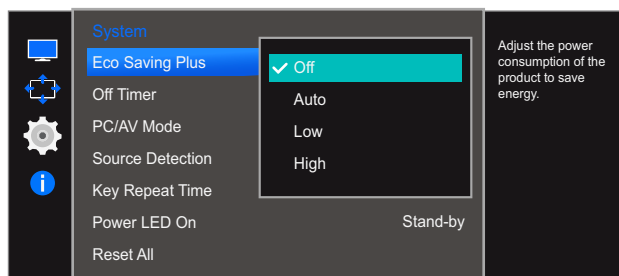 System
Eco Saving Plus
Off Timer
PC/AV Mode
Source Detection
Key Repeat Time
Power LED On
Stand-by
Reset All
Off
Auto
Low
High
Adjust the power
consumption of the
product to save
energy.